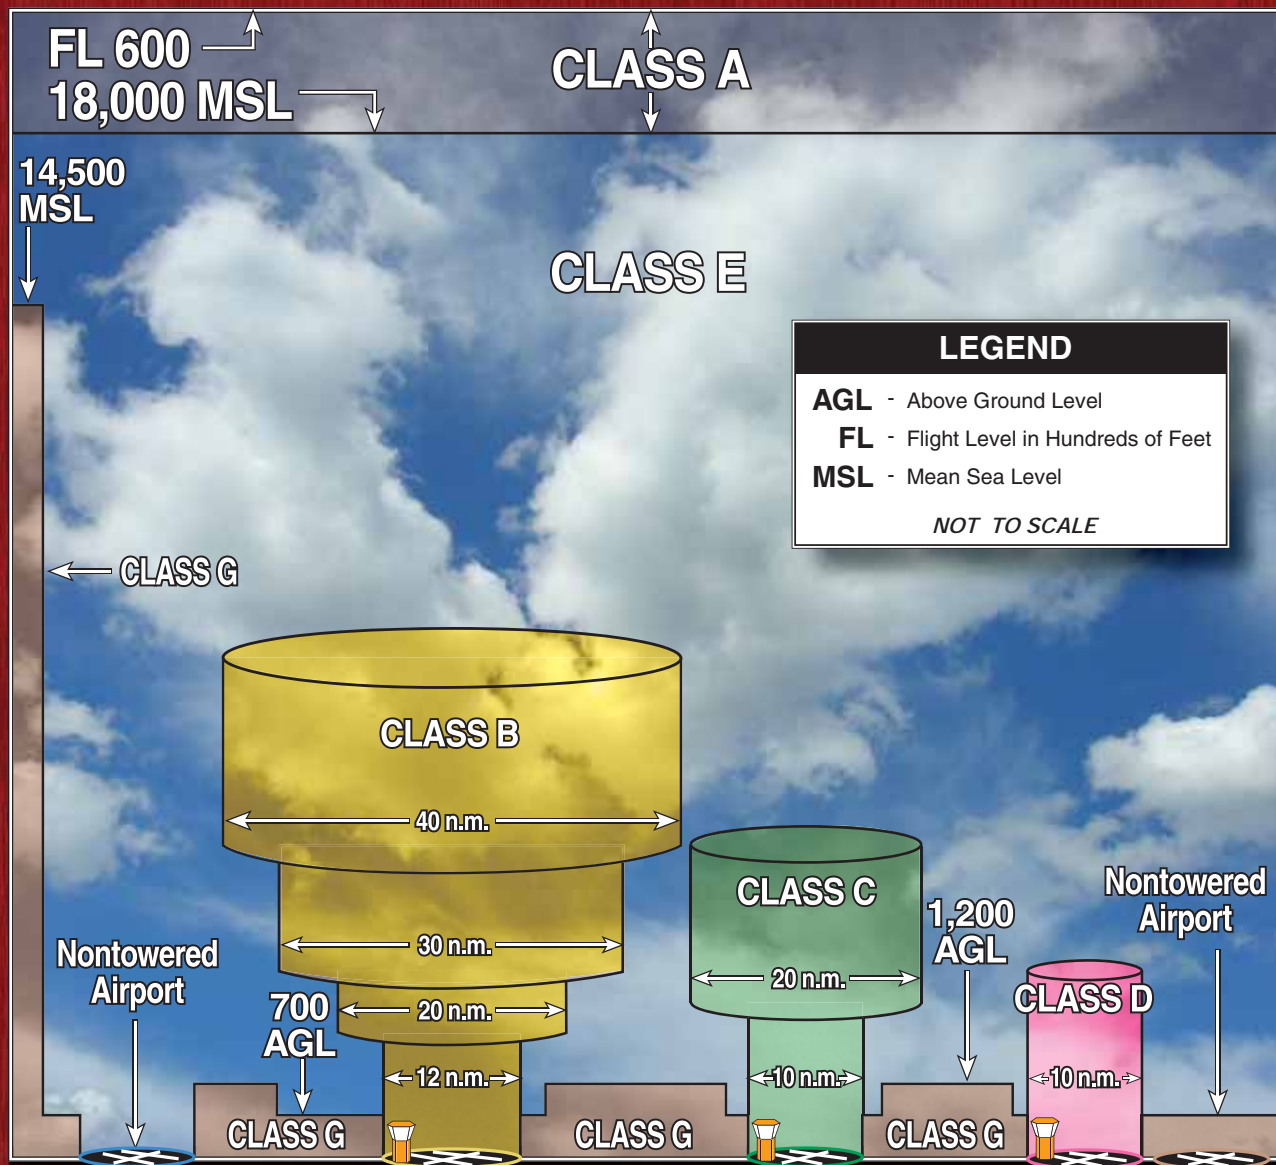 FL 600
18,000 MSL
CLASS A
14,500
MSL
CLASS E
LEGEND
AGL - Above Ground Level
FL - Flight Level in Hundreds of Feet
MSL - Mean Sea Level
NOT TO SCALE
CLASS G
CLASS B
40 n.m.
30 n.m.
20 n.m.
12 n.m.
CLASS C
20 n.m.
10 n.m.
1,200
AGL
CLASS D
10 n.m.
Nontowered
Airport
Nontowered
Airport
700
AGL
CLASS G
CLASS G
CLASS G